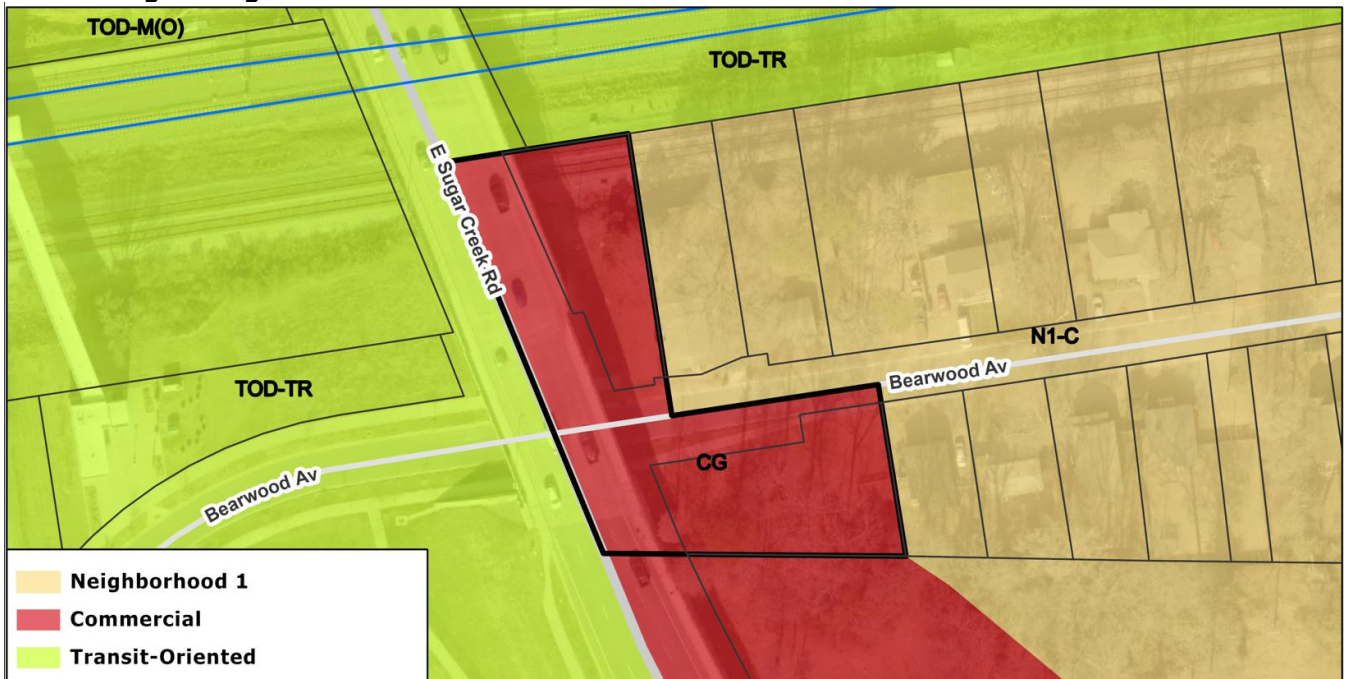 TOD-M(O)
TOD-TR
E Sugar Creek Rd
N1-C
Bearwood Av
TOD-TR
CG
Bearwood Av
Neighborhood 1
Commercial
Transit-Oriented